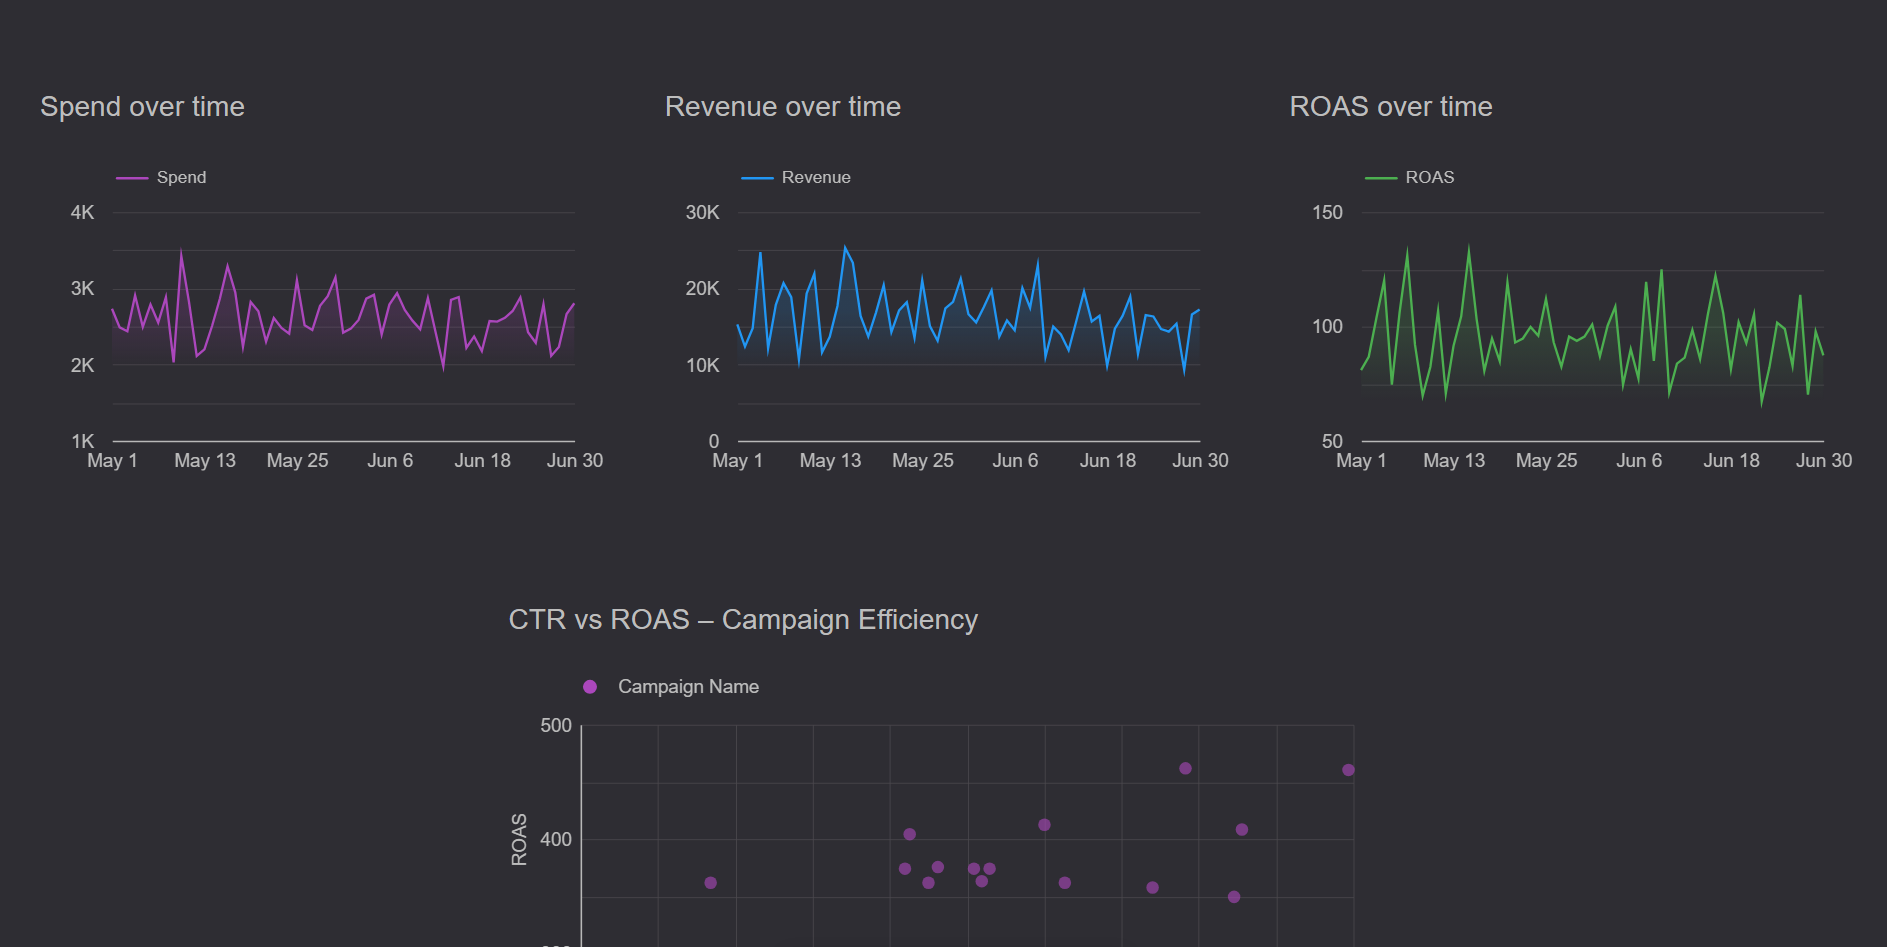 Spend over time
Spend
4K
3K
2K
1K
May 1 May 13 May 25 Jun 6 Jun 18 Jun 30
Revenue over time
Revenue
30K
20K
10K
0
May 1 May 13 May 25 Jun 6 Jun 18 Jun 30
ROAS over time
ROAS
150
100
50
May 1 May 13 May 25 Jun 6 Jun 18 Jun 30
CTR vs ROAS – Campaign Efficiency
Campaign Name
500
400
ROAS